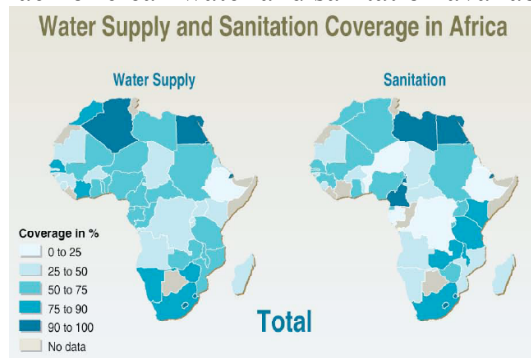 Water Supply and Sanitation Coverage in Africa
Water Supply
Sanitation
Coverage in %
0 to 25
25 to 50
50 to 75
75 to 90
90 to 100
No data
Total